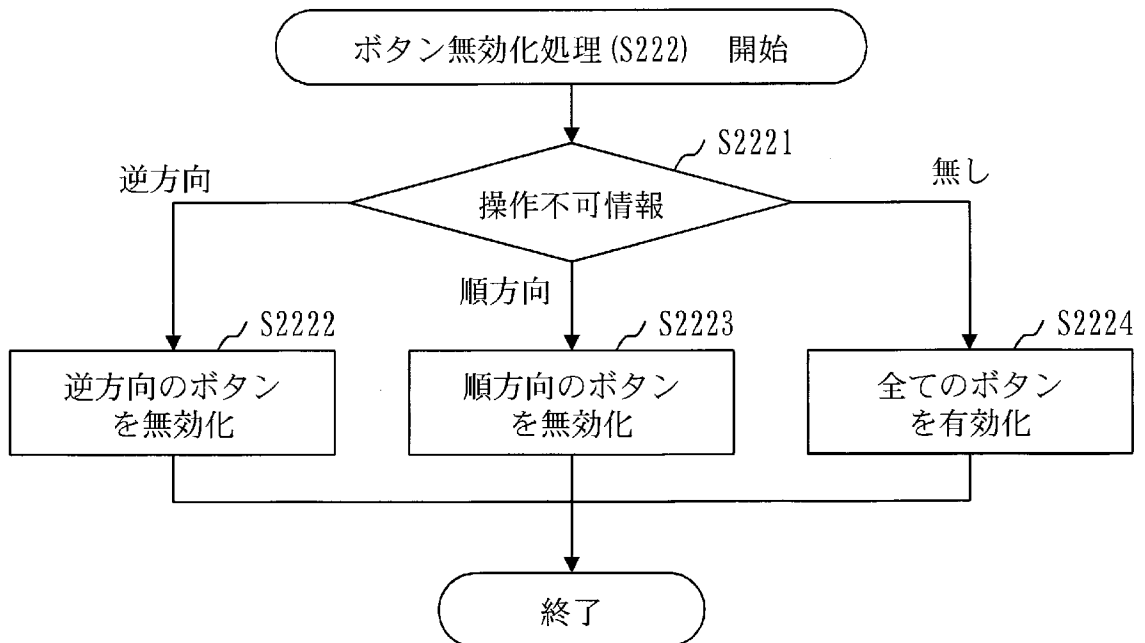 ボタン無効化処理(S222) 開始
S2221
逆方向
操作不可情報
無し
順方向
S2222
S2223
S2224
逆方向のボタン
を無効化
順方向のボタン
を無効化
全てのボタン
を有効化
終了